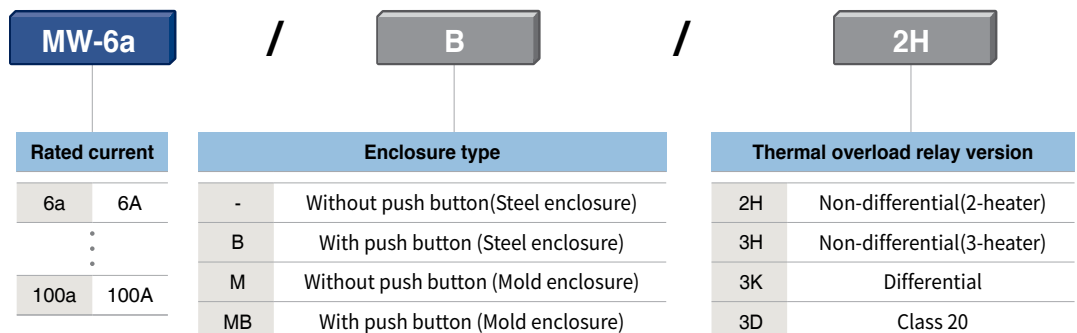 MW-6a / B / 2H
Rated current
6a 6A
100a 100A
Enclosure type
- Without push button(Steel enclosure)
B With push button (Steel enclosure)
M Without push button (Mold enclosure)
MB With push button (Mold enclosure)
Thermal overload relay version
2H Non-differential(2-heater)
3H Non-differential(3-heater)
3K Differential
3D Class 20